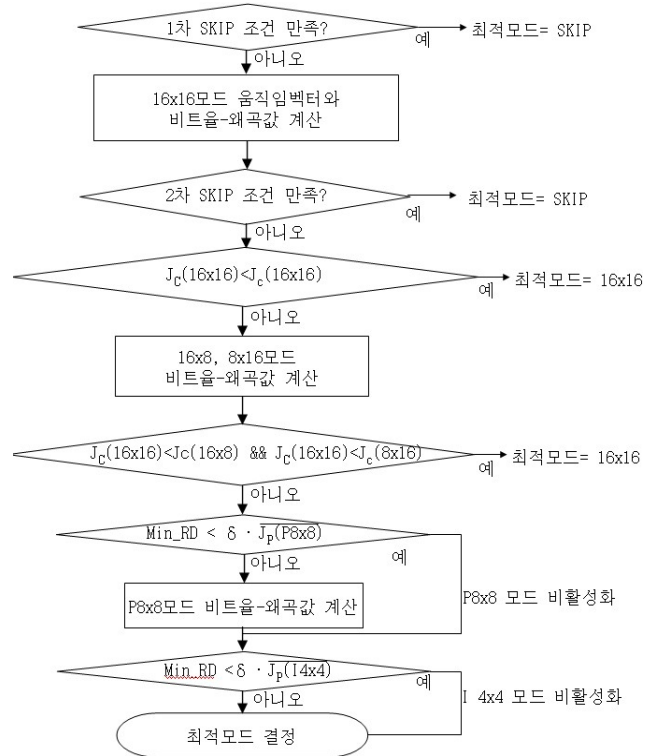 1차 SKIP 조건 만족?
예
최적모드= SKIP
아니오
16x16모드 움직임벡터와
비트율-왜곡값 계산
2차 SKIP 조건 만족?
예
최적모드= SKIP
아니오
J_C(16x16)<J_c(16x16)
예
최적모드= 16x16
아니오
16x8, 8x16모드
비트율-왜곡값 계산
J_C(16x16)<Jc(16x8) && J_C(16x16)<J_c(8x16)
예
최적모드= 16x16
아니오
Min_RD < δ · J_p(P8x8)
예
아니오
P8x8 모드 비활성화
P8x8모드 비트율-왜곡값 계산
Min_RD <δ · J_p(I4x4)
예
아니오
I 4x4 모드 비활성화
최적모드 결정